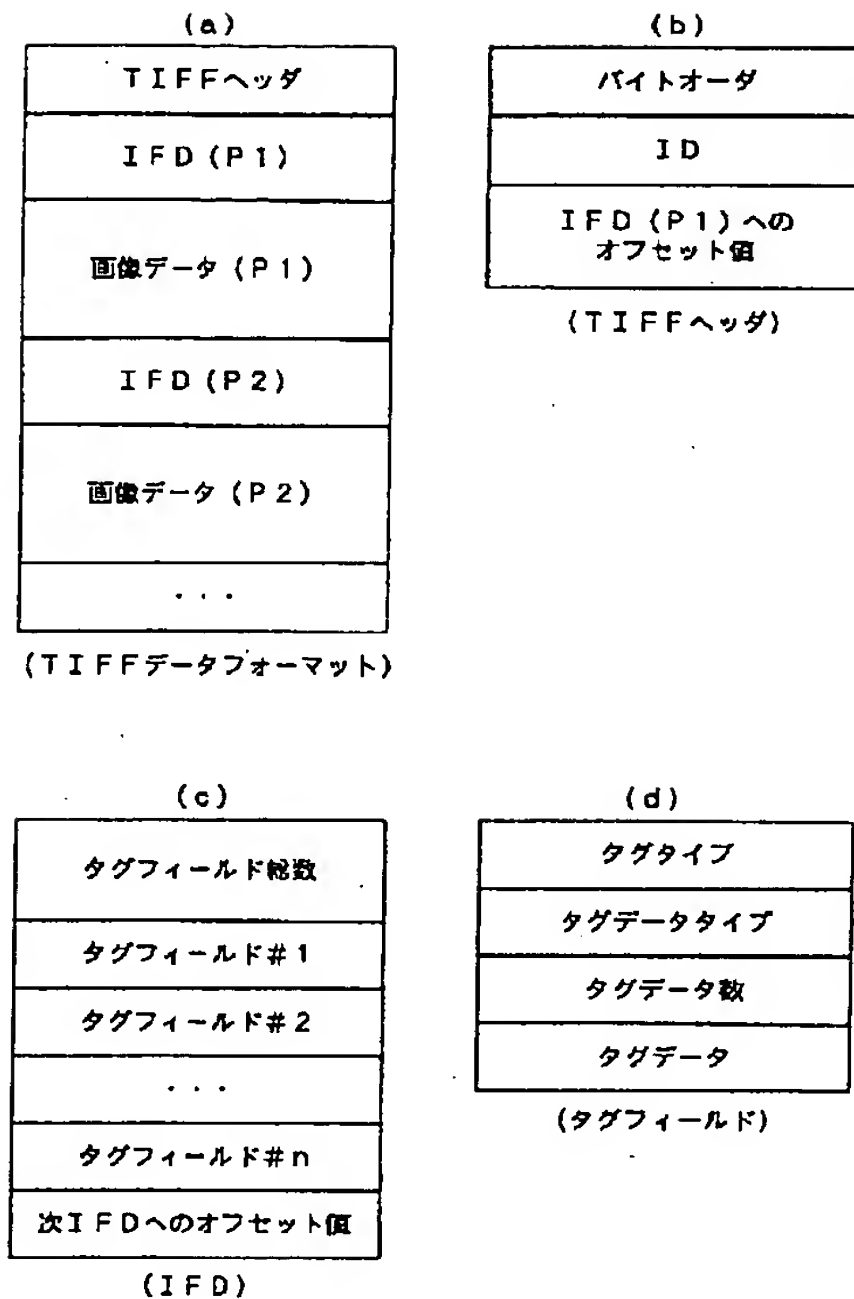 (a)
TIFFヘッダ
IFD(P1)
画像データ(P1)
IFD(P2)
画像データ(P2)
・・・
(TIFFデータフォーマット)
(b)
バイトオーダ
ID
IFD(P1)への
オフセット値
(TIFFヘッダ)
(c)
タグフィールド総数
タグフィールド#1
タグフィールド#2
・・・
タグフィールド#n
次IFDへのオフセット値
(IFD)
(d)
タグタイプ
タグデータタイプ
タグデータ数
タグデータ
(タグフィールド)